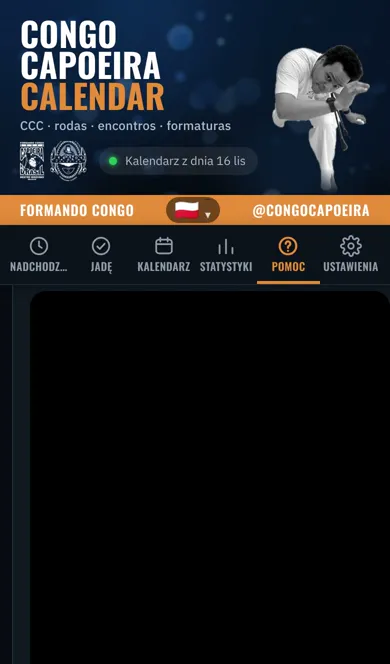 CONGO
CAPOEIRA
CALENDAR
CCC · rodas · encontros · formaturas
Kalendarz z dnia 16 lis
FORMANDO CONGO
@CONGOCAPOEIRA
NADCHODZ...
JADĘ
KALENDARZ
STATYSTYKI
POMOC
USTAWIENIA